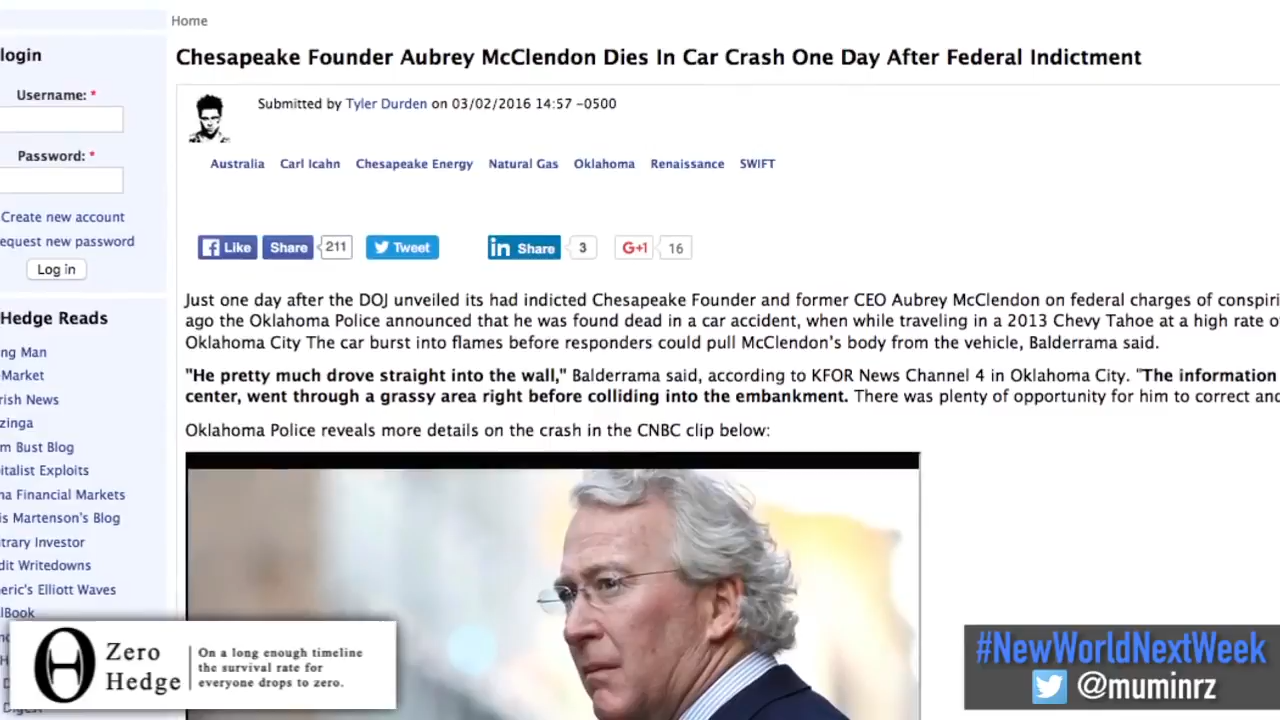 Home
login
Chesapeake Founder Aubrey McClendon Dies In Car Crash One Day After Federal Indictment
Username: *
Password: *
Create new account
equest new password
Log in
Submitted by Tyler Durden on 03/02/2016 14:57 -0500
Australia Carl Icahn Chesapeake Energy Natural Gas Oklahoma Renaissance SWIFT
Like Share 211 Tweet in Share 3 G+1 16
Just one day after the DOJ unveiled its had indicted Chesapeake Founder and former CEO Aubrey McClendon on federal charges of conspiri
ago the Oklahoma Police announced that he was found dead in a car accident, when while traveling in a 2013 Chevy Tahoe at a high rate o
Oklahoma City The car burst into flames before responders could pull McClendon's body from the vehicle, Balderrama said.
"He pretty much drove straight into the wall," Balderrama said, according to KFOR News Channel 4 in Oklahoma City. "The information
center, went through a grassy area right before colliding into the embankment. There was plenty of opportunity for him to correct and
Oklahoma Police reveals more details on the crash in the CNBC clip below:
Hedge Reads
ng Man
Market
rish News
zinga
m Bust Blog
italist Exploits
na Financial Markets
is Martenson's Blog
trary Investor
dit Writedowns
eric's Elliott Waves
lBook
Zero
Hedge
On a long enough timeline
the survival rate for
everyone drops to zero.
#NewWorldNextWeek
@muminrz